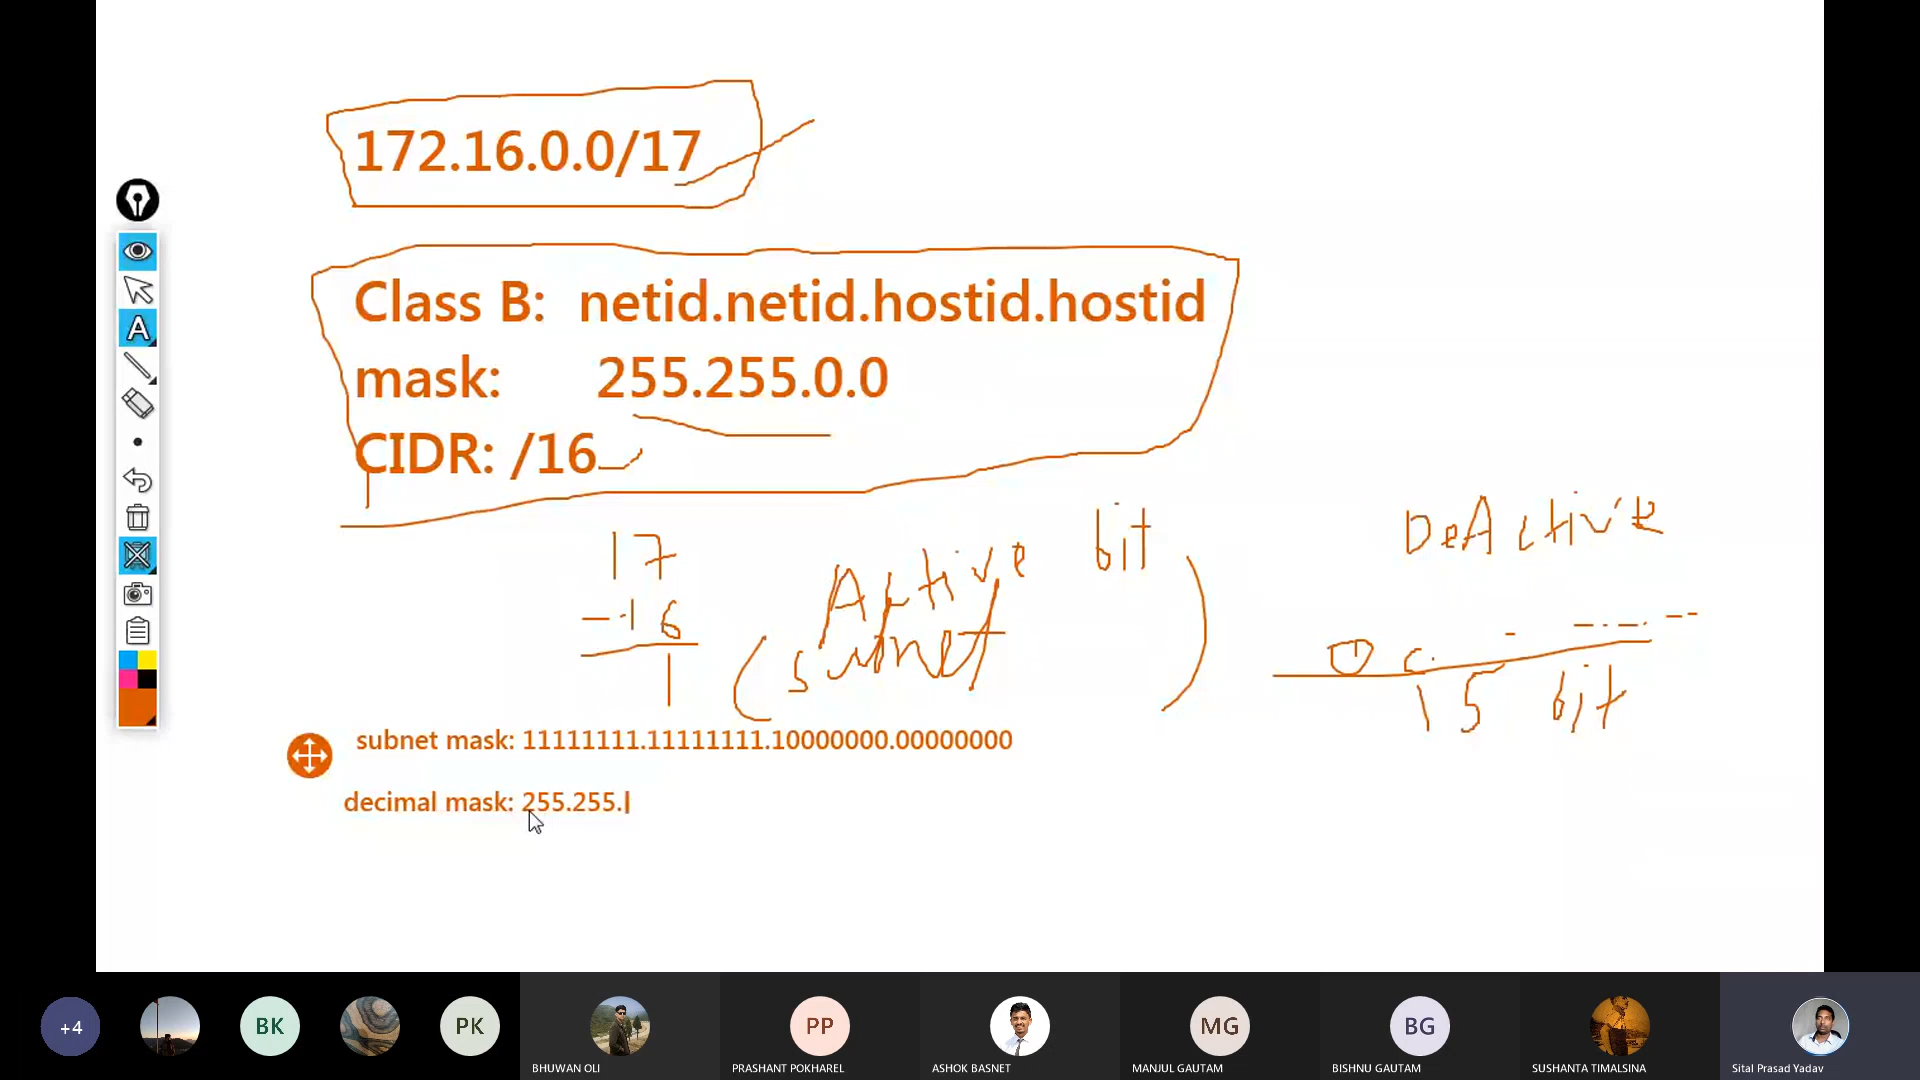 172.16.0.0/17
Class B: netid.netid.hostid.hostid
mask: 255.255.0.0
CIDR: /16
17
-16
1
Active bit
(subnet)
DeActive
15 bit
subnet mask: 11111111.11111111.10000000.00000000
decimal mask: 255.255.
A
+4
BK
PK
PP
MG
BG
BHUWAN OLI
PRASHANT POKHAREL
ASHOK BASNET
MANJUL GAUTAM
BISHNU GAUTAM
SUSHANTA TIMALSINA
Sital Prasad Yadav